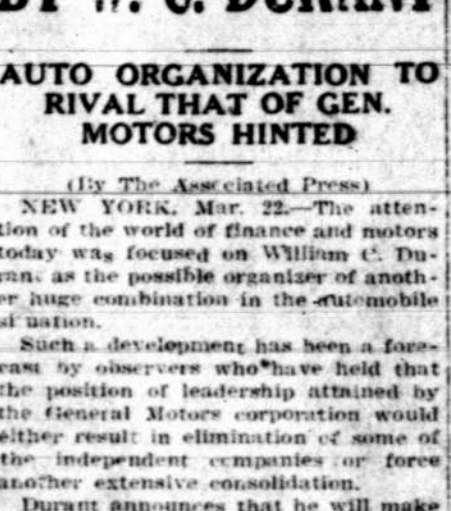 BY W. C. DURANT
AUTO ORGANIZATION TO
RIVAL THAT OF GEN.
MOTORS HINTED
(By The Associated Press)
NEW YORK, Mar. 22.—The atten-
tion of the world of finance and motors
today was focused on William C. Du-
rant as the possible organizer of anoth-
er huge combination in the automobile
situation.
Such a development has been a fore-
cast by observers who have held that
the position of leadership attained by
the General Motors corporation would
either result in elimination of some of
the independent companies or force
another extensive consolidation.
Durant announces that he will make